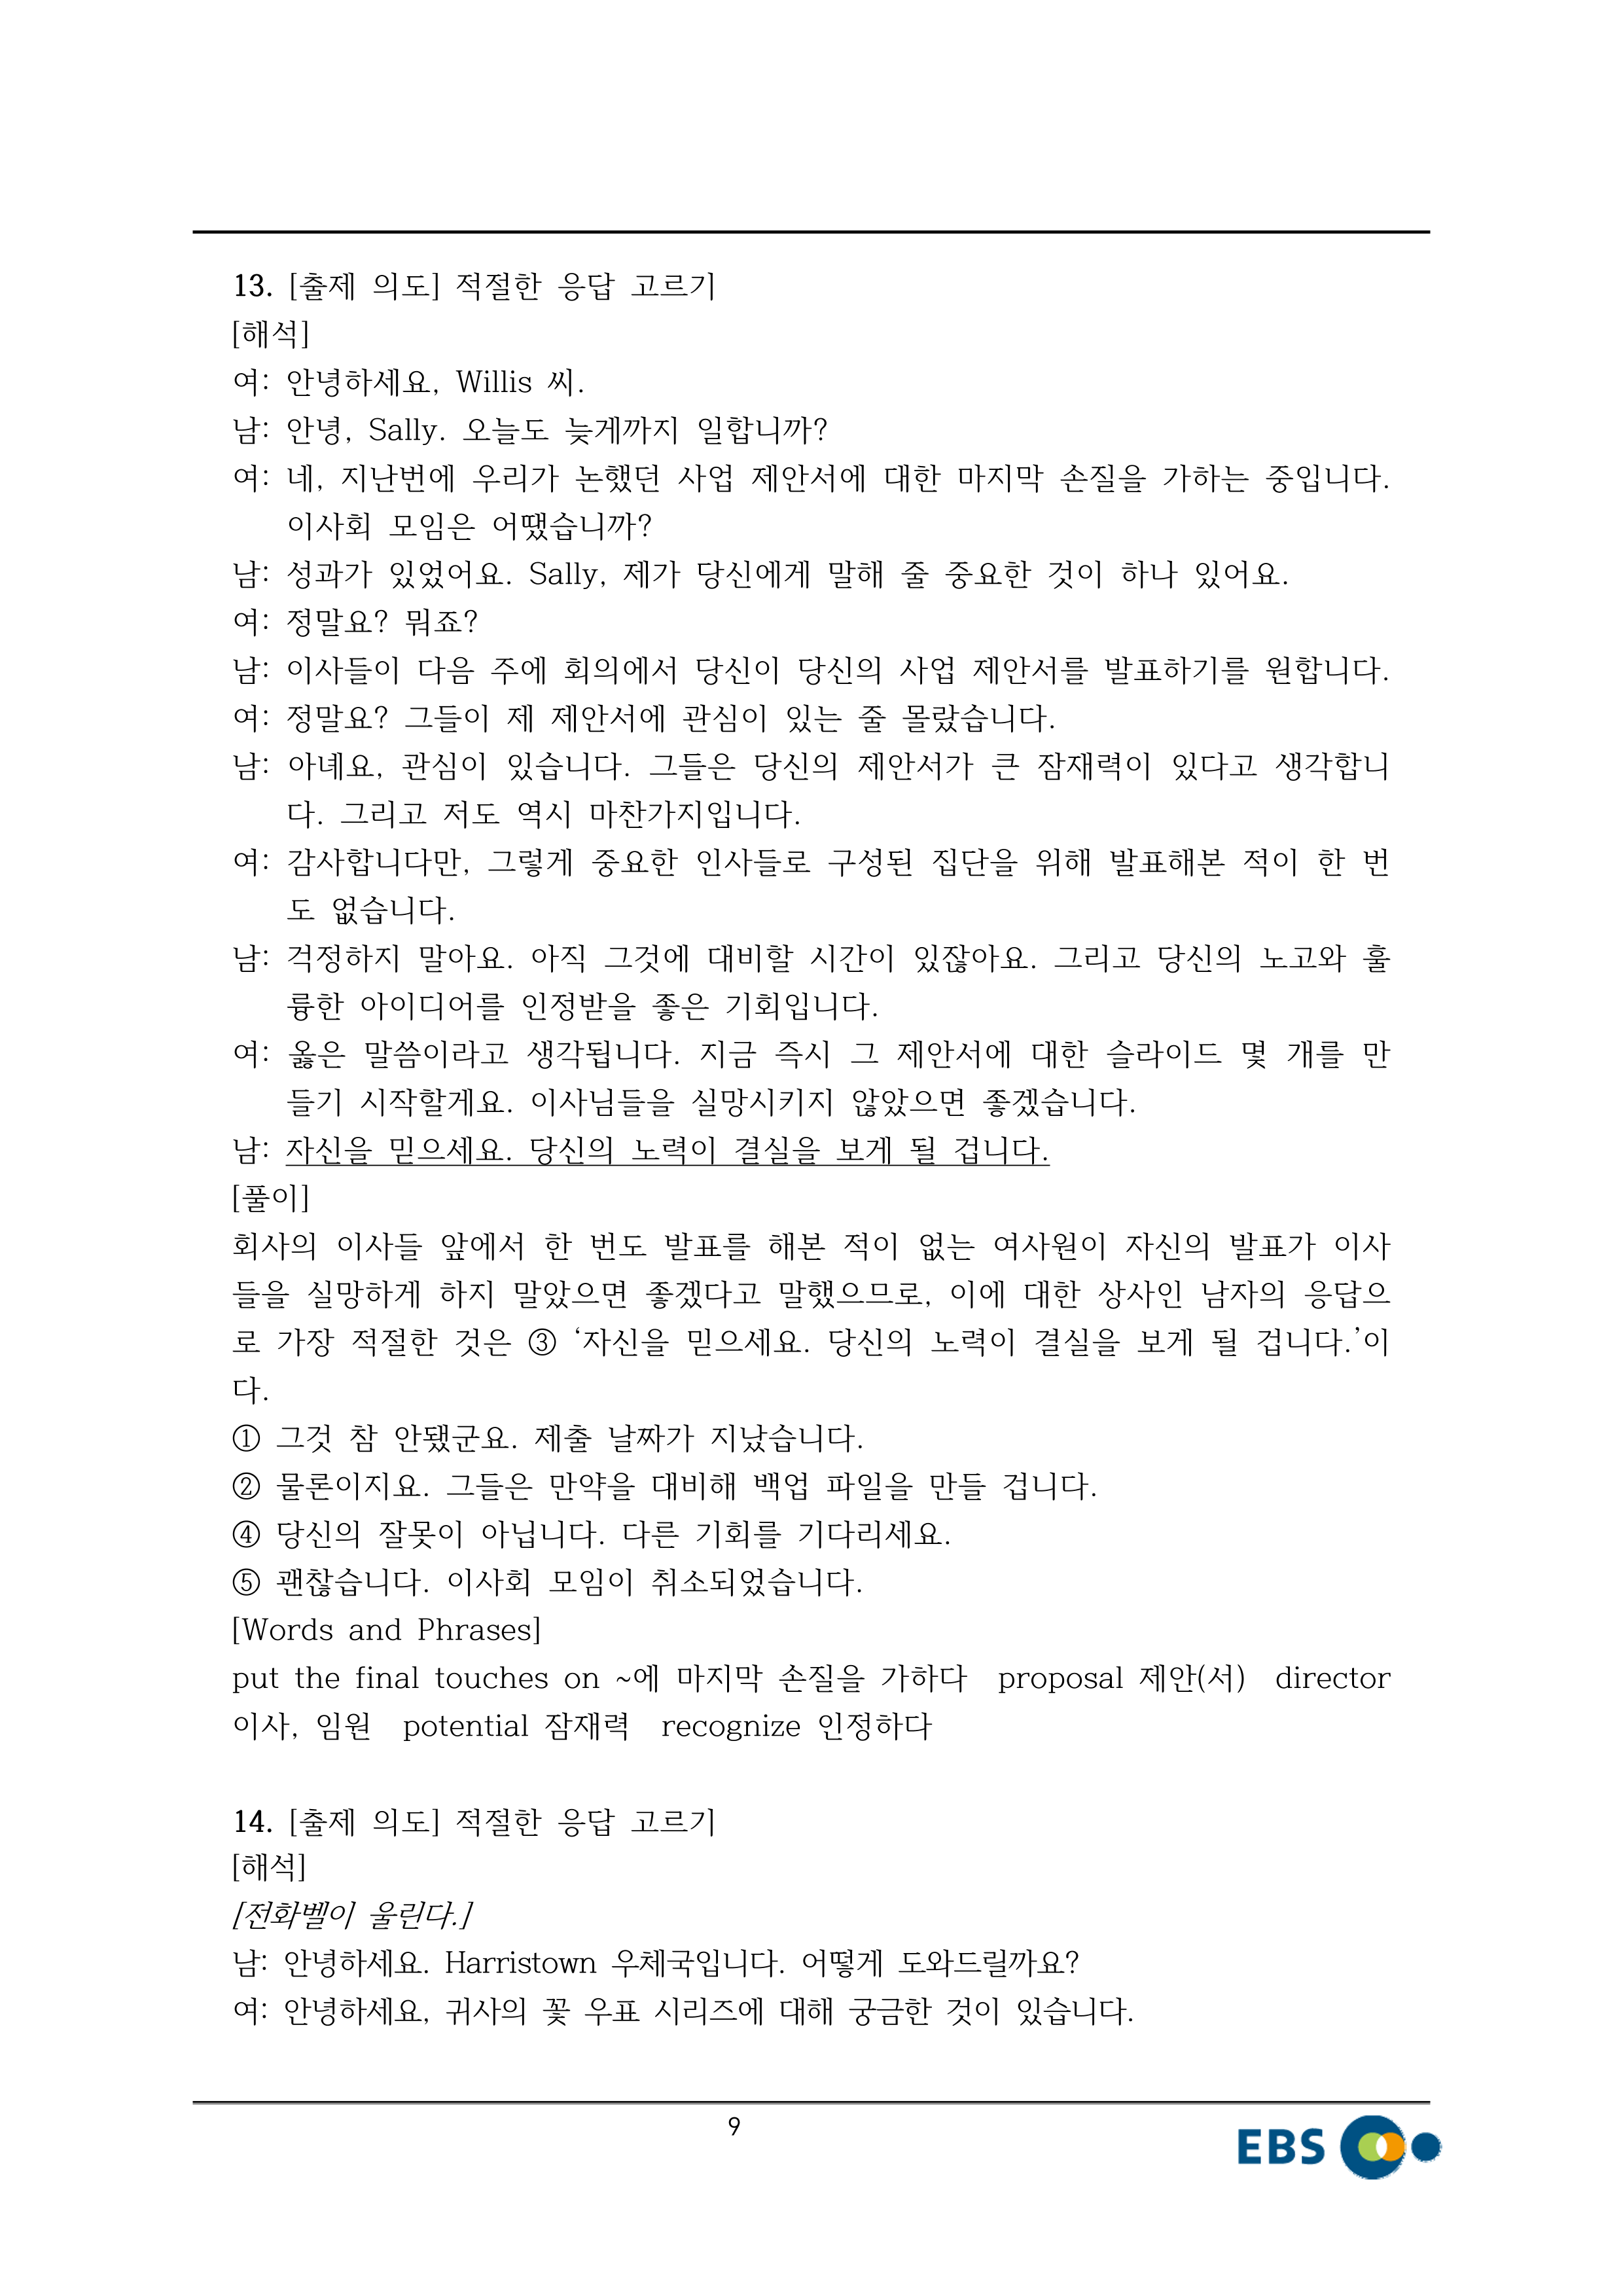 13. [출제 의도] 적절한 응답 고르기
[해석]
여: 안녕하세요, Willis 씨.
남: 안녕, Sally. 오늘도 늦게까지 일합니까?
여: 네, 지난번에 우리가 논했던 사업 제안서에 대한 마지막 손질을 가하는 중입니다.
이사회 모임은 어땠습니까?
남: 성과가 있었어요. Sally, 제가 당신에게 말해 줄 중요한 것이 하나 있어요.
여: 정말요? 뭐죠?
남: 이사들이 다음 주에 회의에서 당신이 당신의 사업 제안서를 발표하기를 원합니다.
여: 정말요? 그들이 제 제안서에 관심이 있는 줄 몰랐습니다.
남: 아녜요, 관심이 있습니다. 그들은 당신의 제안서가 큰 잠재력이 있다고 생각합니
다. 그리고 저도 역시 마찬가지입니다.
여: 감사합니다만, 그렇게 중요한 인사들로 구성된 집단을 위해 발표해본 적이 한 번
도 없습니다.
남: 걱정하지 말아요. 아직 그것에 대비할 시간이 있잖아요. 그리고 당신의 노고와 훌
륭한 아이디어를 인정받을 좋은 기회입니다.
여: 옳은 말씀이라고 생각됩니다. 지금 즉시 그 제안서에 대한 슬라이드 몇 개를 만
들기 시작할게요. 이사님들을 실망시키지 않았으면 좋겠습니다.
남: 자신을 믿으세요. 당신의 노력이 결실을 보게 될 겁니다.
[풀이]
회사의 이사들 앞에서 한 번도 발표를 해본 적이 없는 여사원이 자신의 발표가 이사
들을 실망하게 하지 말았으면 좋겠다고 말했으므로, 이에 대한 상사인 남자의 응답으
로 가장 적절한 것은 ③ ‘자신을 믿으세요. 당신의 노력이 결실을 보게 될 겁니다.’이
다.
① 그것 참 안됐군요. 제출 날짜가 지났습니다.
② 물론이지요. 그들은 만약을 대비해 백업 파일을 만들 겁니다.
④ 당신의 잘못이 아닙니다. 다른 기회를 기다리세요.
⑤ 괜찮습니다. 이사회 모임이 취소되었습니다.
[Words and Phrases]
put the final touches on ~에 마지막 손질을 가하다 proposal 제안(서) director
이사, 임원 potential 잠재력 recognize 인정하다
14. [출제 의도] 적절한 응답 고르기
[해석]
[전화벨이 울린다.]
남: 안녕하세요. Harristown 우체국입니다. 어떻게 도와드릴까요?
여: 안녕하세요, 귀사의 꽃 우표 시리즈에 대해 궁금한 것이 있습니다.
9
EBS